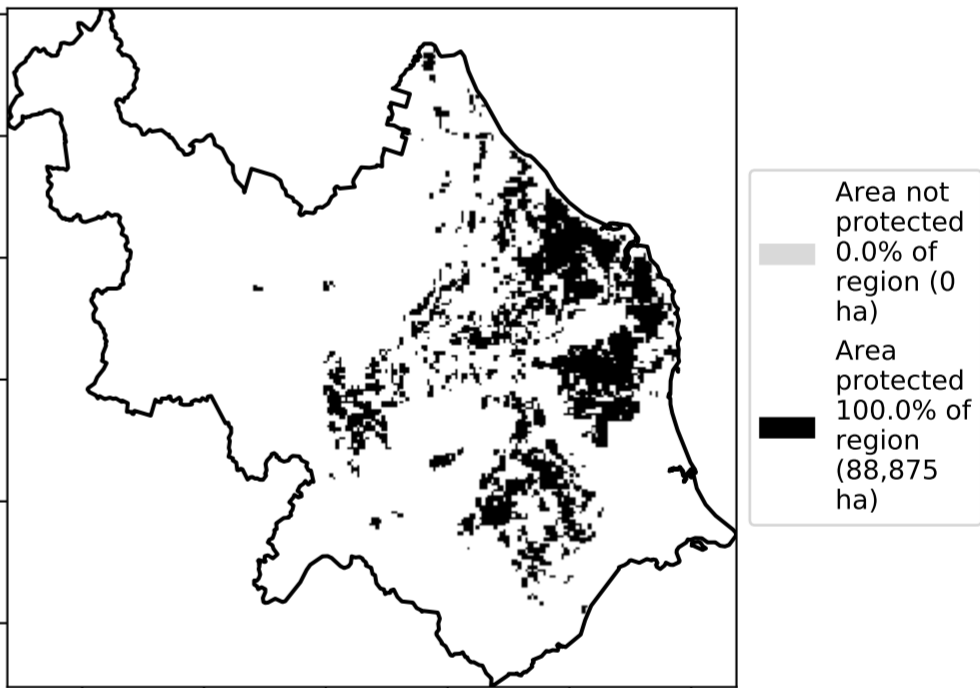 Area not
protected
0.0% of
region (0
ha)
Area
protected
100.0% of
region
(88,875
ha)